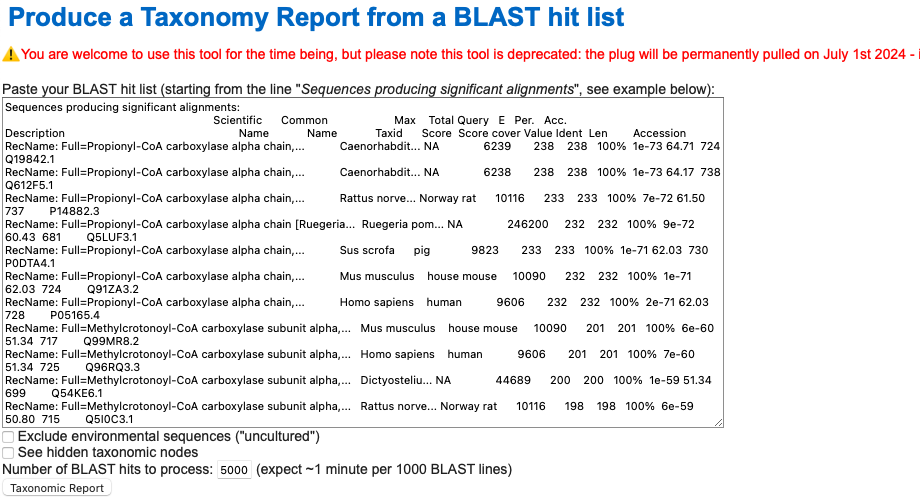 Produce a Taxonomy Report from a BLAST hit list
You are welcome to use this tool for the time being, but please note this tool is deprecated: the plug will be permanently pulled on July 1st 2024 -
Paste your BLAST hit list (starting from the line "Sequences producing significant alignments", see example below):
Sequences producing significant alignments:
Scientific Common Max Total Query E Per. Acc.
Description Name Name Taxid Score Score cover Value Ident Len Accession
RecName: Full=Propionyl-CoA carboxylase alpha chain,... Caenorhabdit... NA 6239 238 238 100% 1e-73 64.71 724
Q19842.1
RecName: Full=Propionyl-CoA carboxylase alpha chain,... Caenorhabdit... NA 6238 238 238 100% 1e-73 64.17 738
Q612F5.1
RecName: Full=Propionyl-CoA carboxylase alpha chain,... Rattus norve... Norway rat 10116 233 233 100% 7e-72 61.50
737 P14882.3
RecName: Full=Propionyl-CoA carboxylase alpha chain [Ruegeria... Ruegeria pom... NA 246200 232 232 100% 9e-72
60.43 681 Q5LUF3.1
RecName: Full=Propionyl-CoA carboxylase alpha chain,... Sus scrofa pig 9823 233 233 100% 1e-71 62.03 730
P0DTA4.1
RecName: Full=Propionyl-CoA carboxylase alpha chain,... Mus musculus house mouse 10090 232 232 100% 1e-71
62.03 724 Q91ZA3.2
RecName: Full=Propionyl-CoA carboxylase alpha chain,... Homo sapiens human 9606 232 232 100% 2e-71 62.03
728 P05165.4
RecName: Full=Methylcrotonoyl-CoA carboxylase subunit alpha,... Mus musculus house mouse 10090 201 201 100% 6e-60
51.34 717 Q99MR8.2
RecName: Full=Methylcrotonoyl-CoA carboxylase subunit alpha,... Homo sapiens human 9606 201 201 100% 7e-60
51.34 725 Q96RQ3.3
RecName: Full=Methylcrotonoyl-CoA carboxylase subunit alpha,... Dictyosteliu... NA 44689 200 200 100% 1e-59 51.34
699 Q54KE6.1
RecName: Full=Methylcrotonoyl-CoA carboxylase subunit alpha,... Rattus norve... Norway rat 10116 198 198 100% 6e-59
50.80 715 Q5I0C3.1
Exclude environmental sequences ("uncultured")
See hidden taxonomic nodes
Number of BLAST hits to process: 5000 (expect ~1 minute per 1000 BLAST lines)
Taxonomic Report